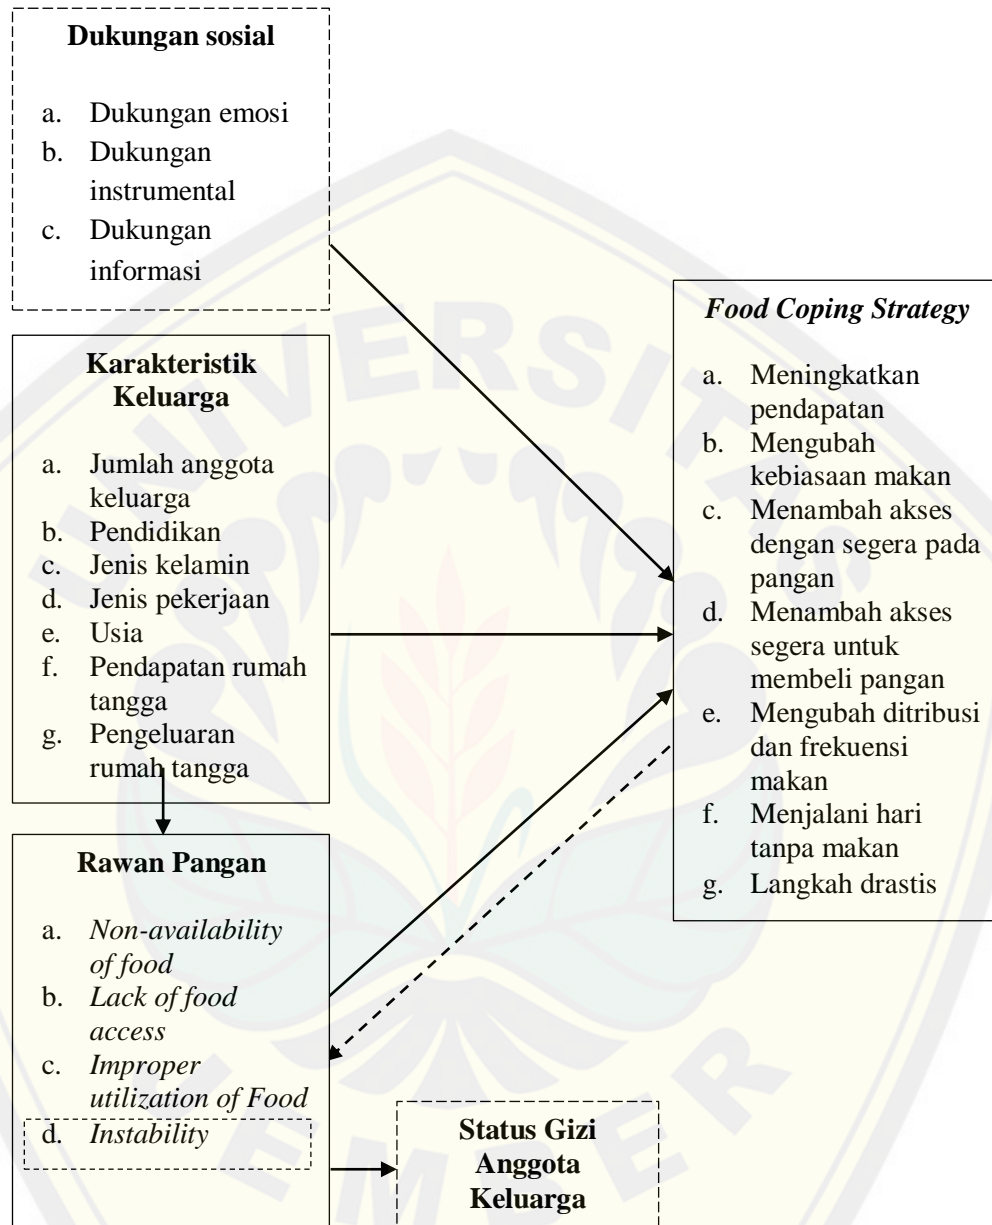 Dukungan sosial
a. Dukungan emosi
b. Dukungan
instrumental
c. Dukungan
informasi
Karakteristik
Keluarga
a. Jumlah anggota
keluarga
b. Pendidikan
c. Jenis kelamin
d. Jenis pekerjaan
e. Usia
f. Pendapatan rumah
tangga
g. Pengeluaran
rumah tangga
Rawan Pangan
a. Non-availability
of food
b. Lack of food
access
c. Improper
utilization of Food
d. Instability
Status Gizi
Anggota
Keluarga
Food Coping Strategy
a. Meningkatkan
pendapatan
b. Mengubah
kebiasaan makan
c. Menambah akses
dengan segera pada
pangan
d. Menambah akses
segera untuk
membeli pangan
e. Mengubah ditribusi
dan frekuensi
makan
f. Menjalani hari
tanpa makan
g. Langkah drastis
UNIVERSITAS
JEMBER